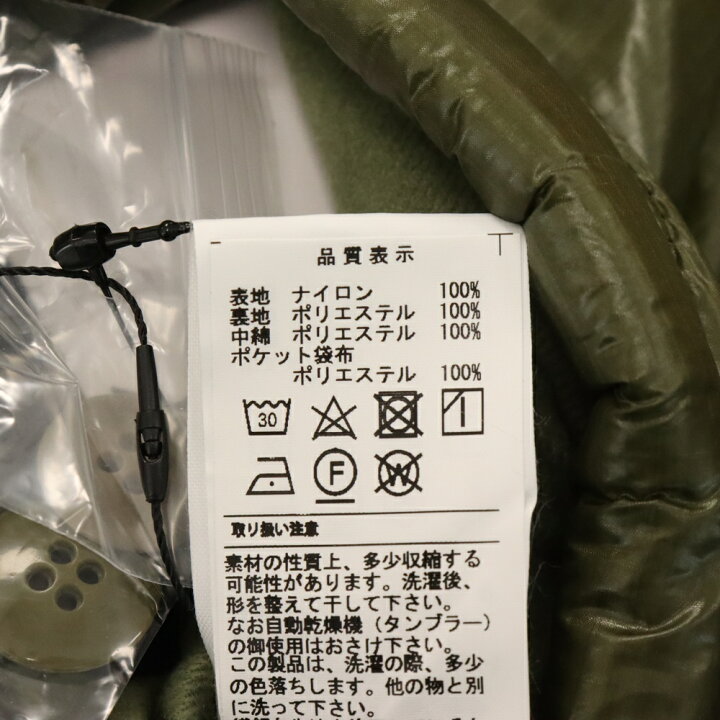 品質表示
表地 ナイロン 100%
裏地 ポリエステル 100%
中綿 ポリエステル 100%
ポケット袋布
ポリエステル 100%
30
F
W
取り扱い注意
素材の性質上、多少収縮する
可能性があります。洗濯後、
形を整えて干して下さい。
なお自動乾燥機（タンブラー）
の御使用はおさけ下さい。
この製品は、洗濯の際、多少
の色落ちします。他の物と別
に洗って下さい。